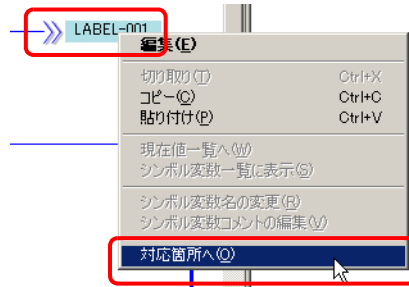 LABEL-001
編集(E)
切り取り(T) Ctrl+X
コピー(C) Ctrl+C
貼り付け(P) Ctrl+V
現在値一覧へ(W)
シンボル変数一覧に表示(S)
シンボル変数名の変更(R)
シンボル変数コメントの編集(V)
対応箇所へ(O)